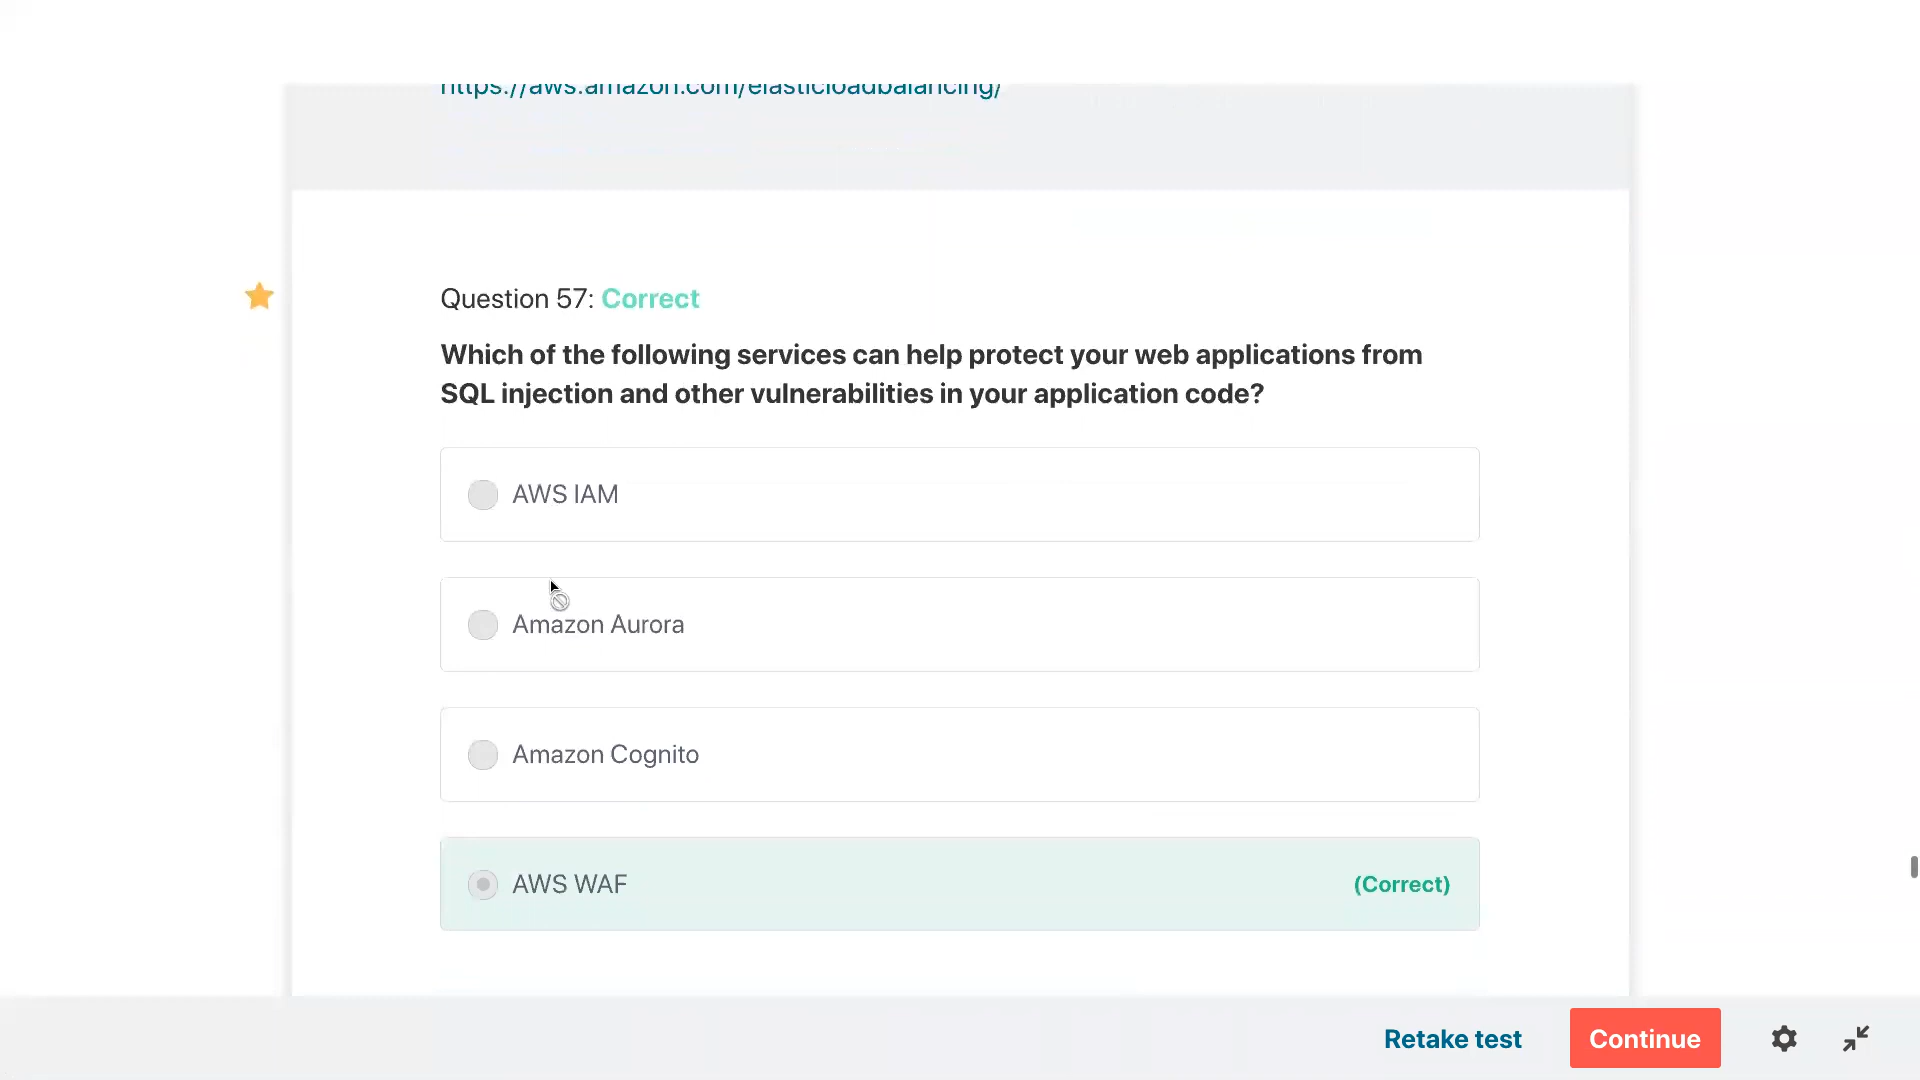 https://aws.amazon.com/elasticloadbalancing/
Question 57: Correct
Which of the following services can help protect your web applications from
SQL injection and other vulnerabilities in your application code?
AWS IAM
Amazon Aurora
Amazon Cognito
AWS WAF (Correct)
Retake test Continue